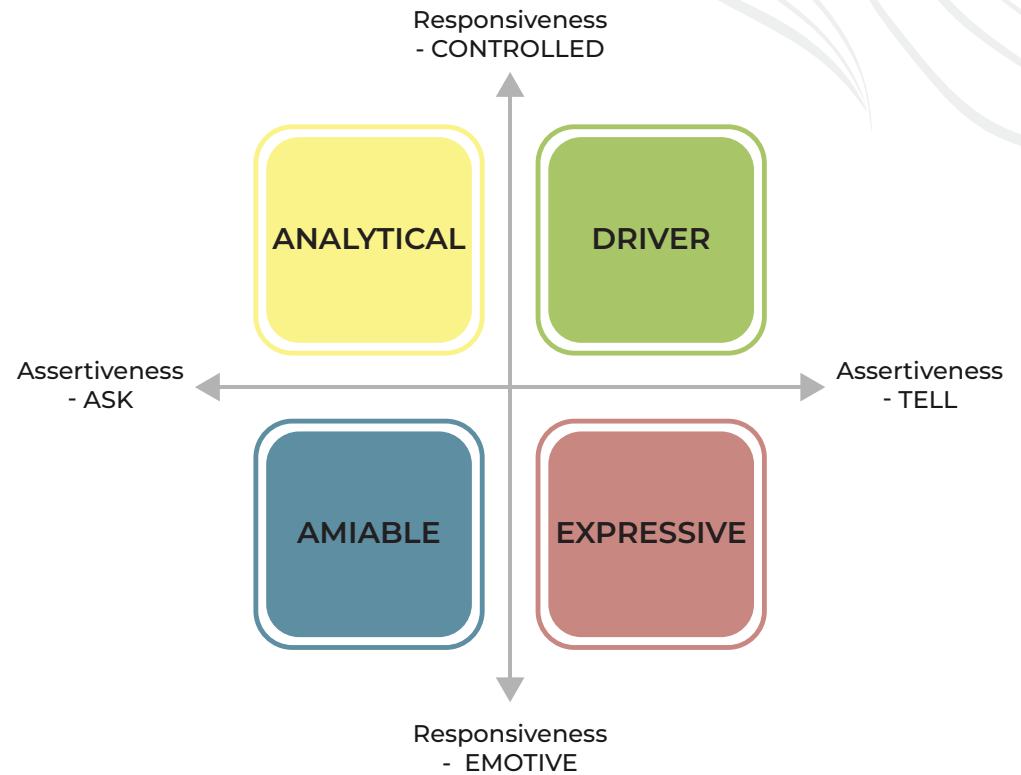 Responsiveness
- CONTROLLED
ANALYTICAL
DRIVER
Assertiveness
- ASK
Assertiveness
- TELL
AMIABLE
EXPRESSIVE
Responsiveness
- EMOTIVE